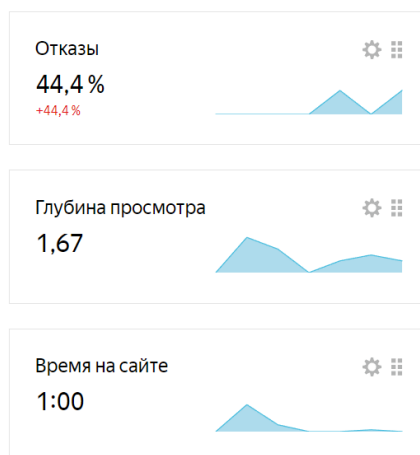 Отказы
44,4 %
+44,4 %
Глубина просмотра
1,67
Время на сайте
1:00